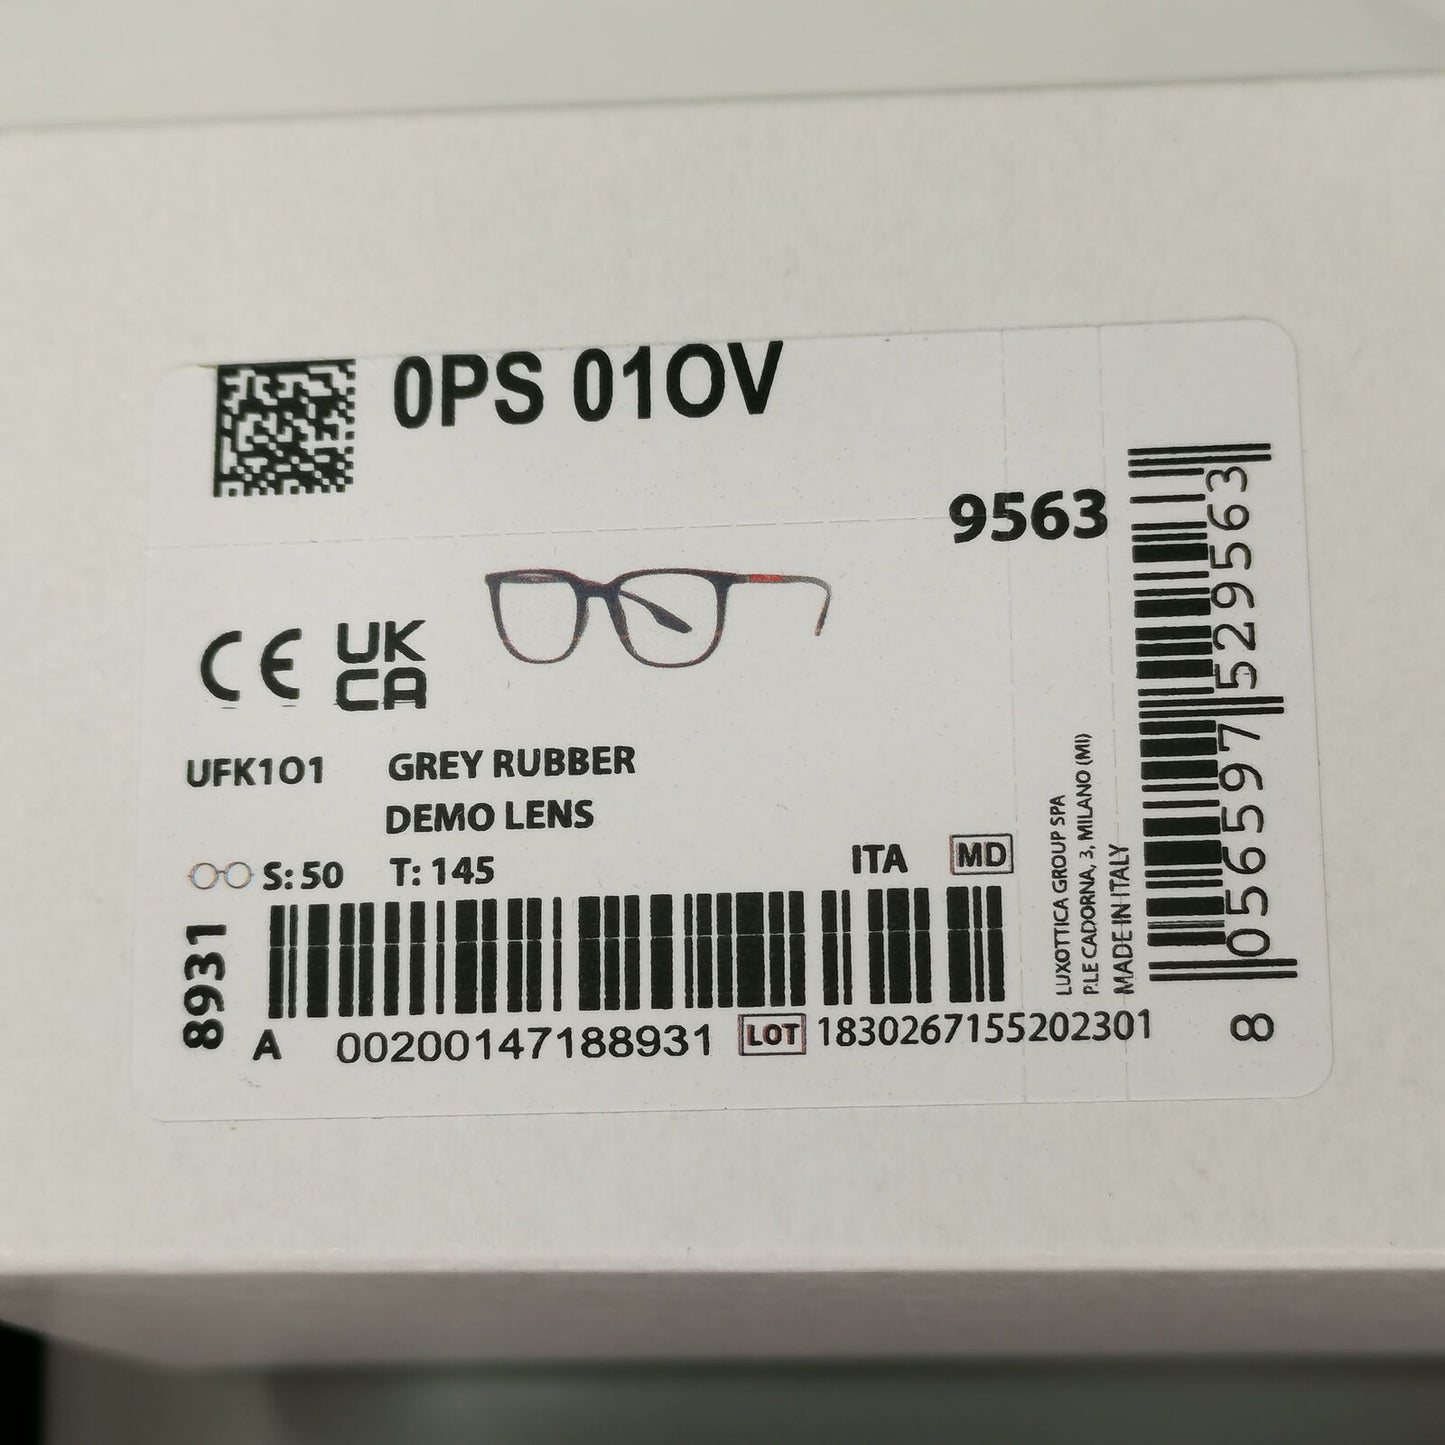 0PS 01OV
9563
CE UK
CA
UFK1O1 GREY RUBBER
DEMO LENS
S: 50 T: 145 ITA MD
8931
A 00200147188931 LOT 1830267155202301
LUXOTTICA GROUP SPA
P.LE CADORNA, 3, MILANO (MI)
MADE IN ITALY
8 056597 529563